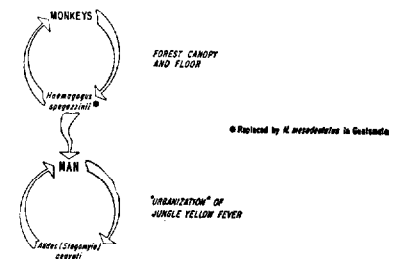 MONKEYS
FOREST CANOPY
AND FLOOR
Haemagogus
spegazzinii *
* Replaced by H. mesodentatus in Guatemala
MAN
"URBANIZATION" OF
JUNGLE YELLOW FEVER
Aedes (Stegomyia)
aegypti